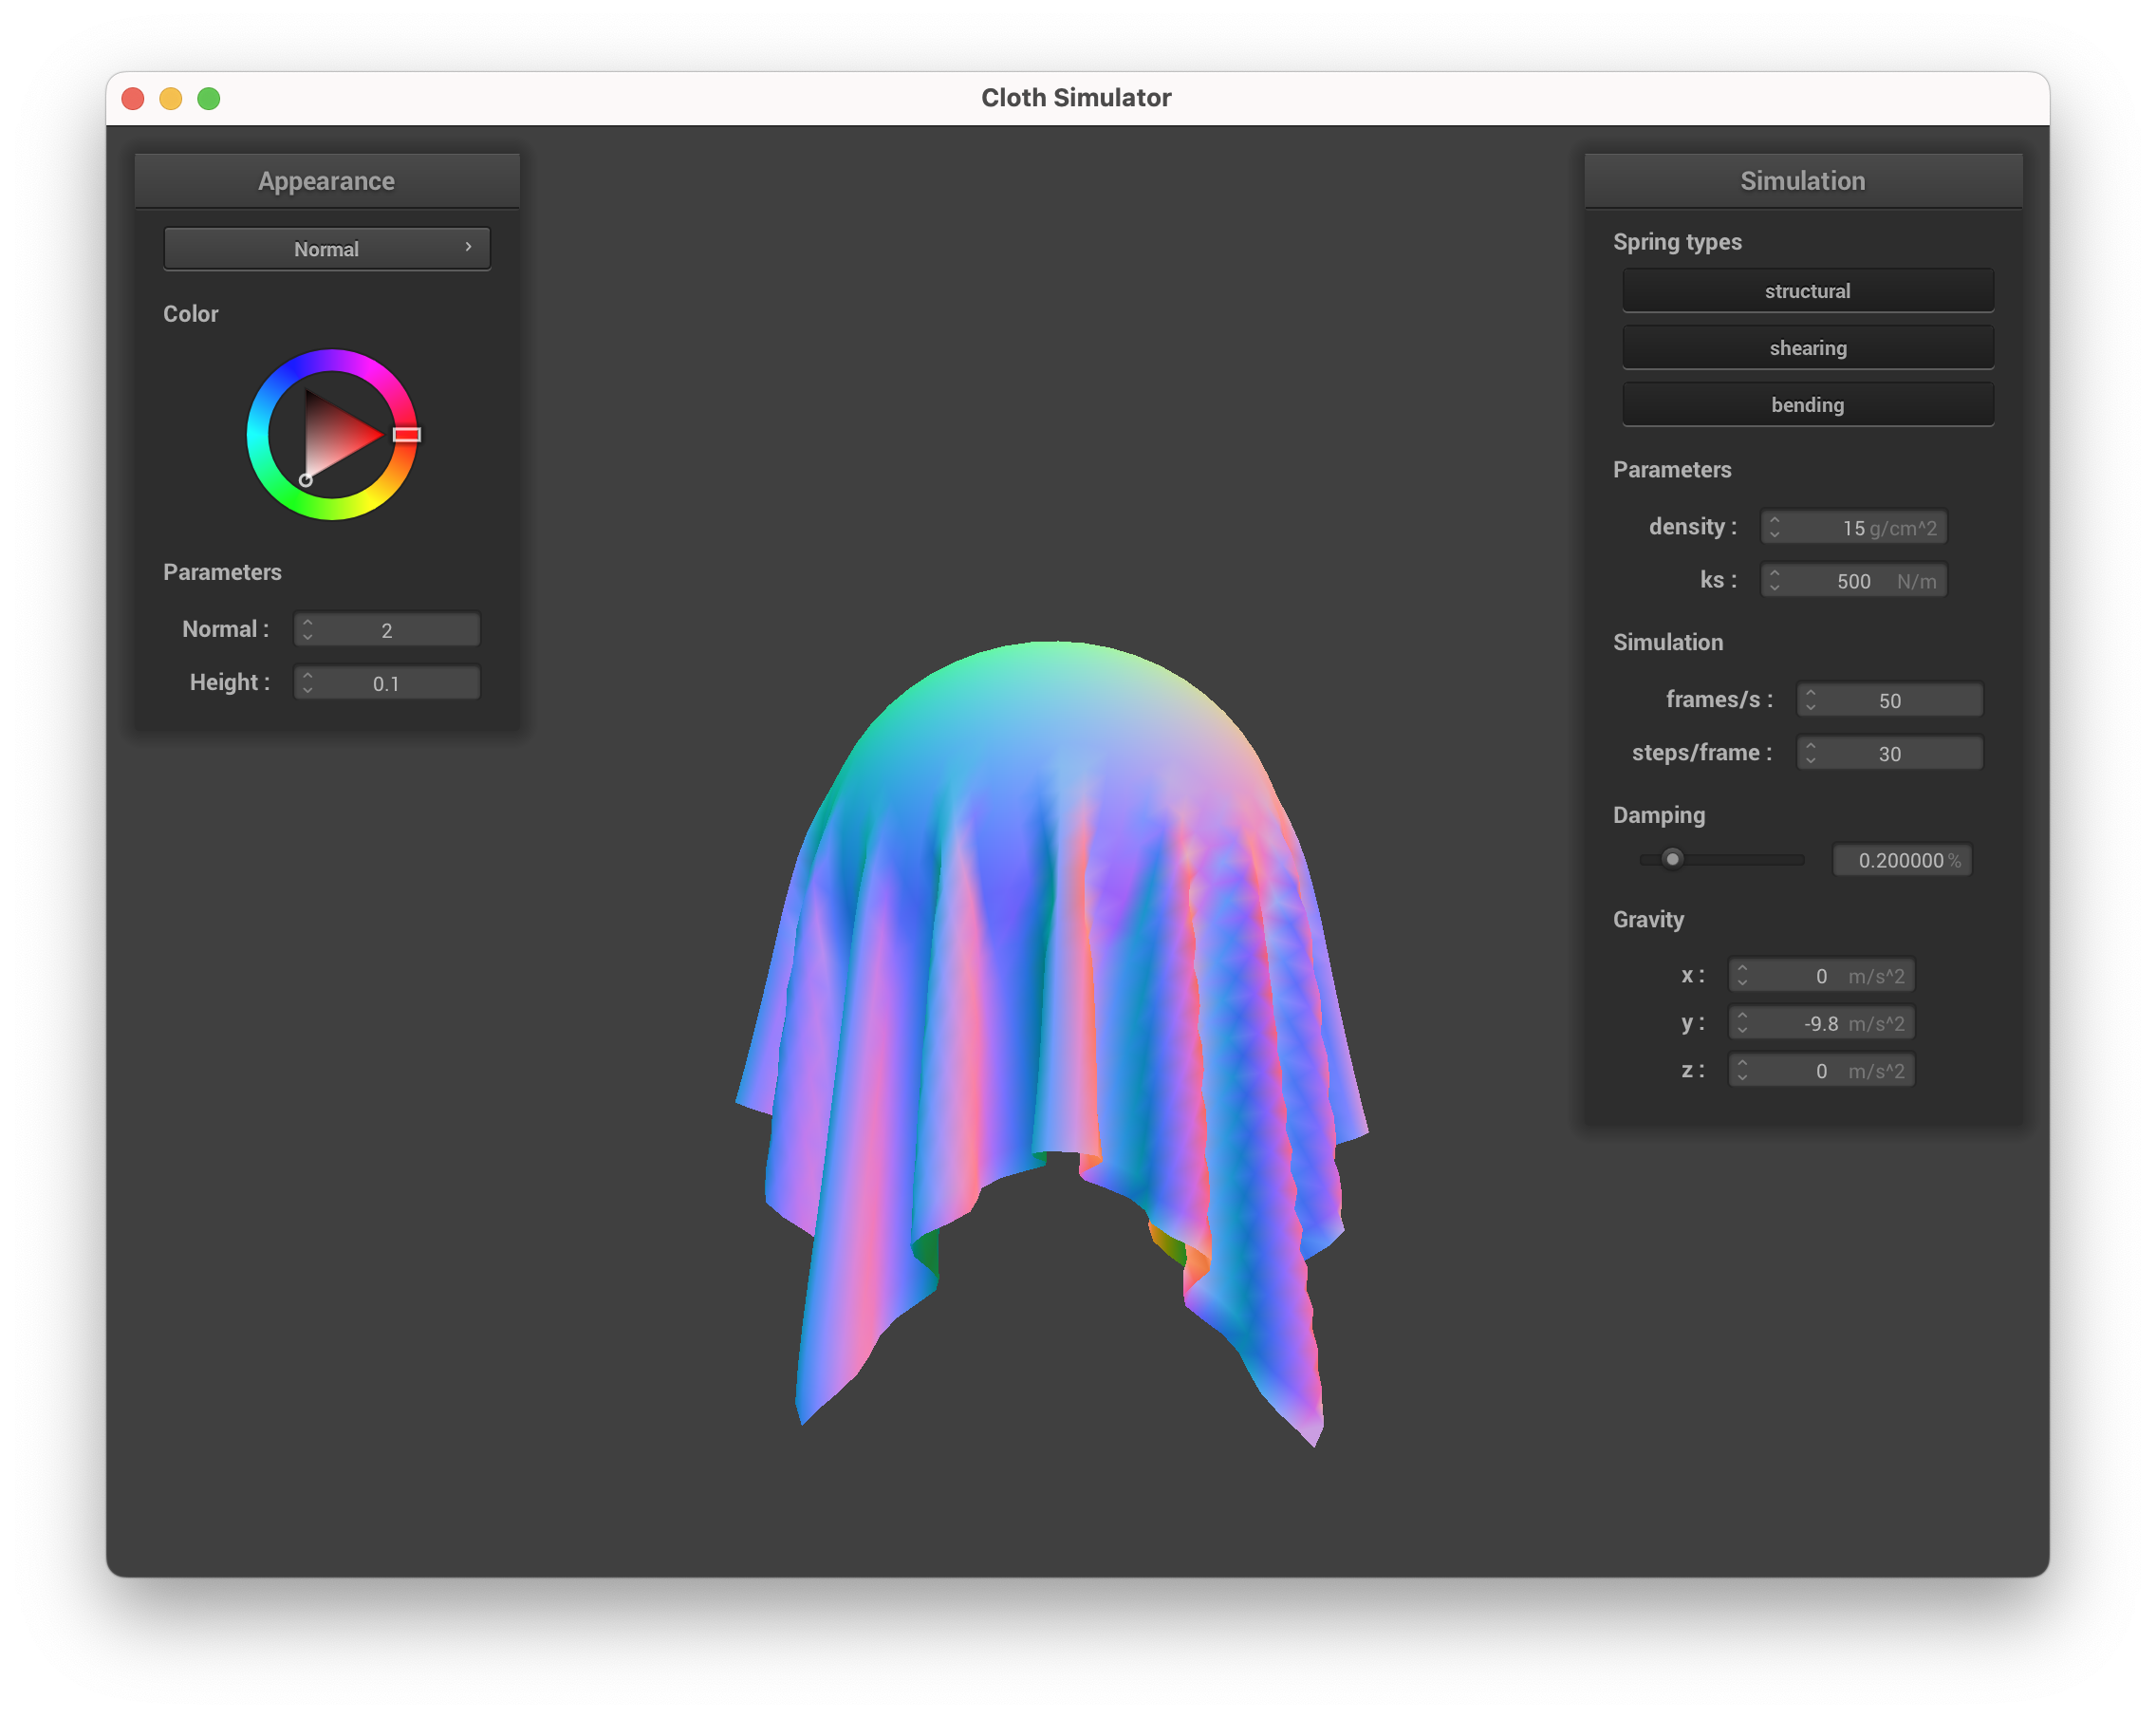 Cloth Simulator
Appearance
Normal
Color
Parameters
Normal : 2
Height : 0.1
Simulation
Spring types
structural
shearing
bending
Parameters
density : 15 g/cm^2
ks : 500 N/m
Simulation
frames/s : 50
steps/frame : 30
Damping
0.200000 %
Gravity
x : 0 m/s^2
y : -9.8 m/s^2
z : 0 m/s^2